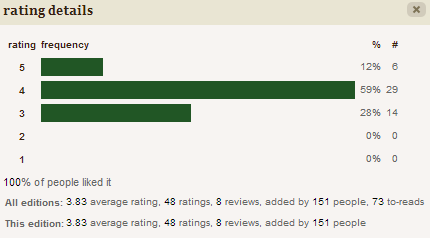 rating details
rating frequency % #
5 12% 6
4 59% 29
3 28% 14
2 0% 0
1 0% 0
100% of people liked it
All editions: 3.83 average rating, 48 ratings, 8 reviews, added by 151 people, 73 to-reads
This edition: 3.83 average rating, 48 ratings, 8 reviews, added by 151 people